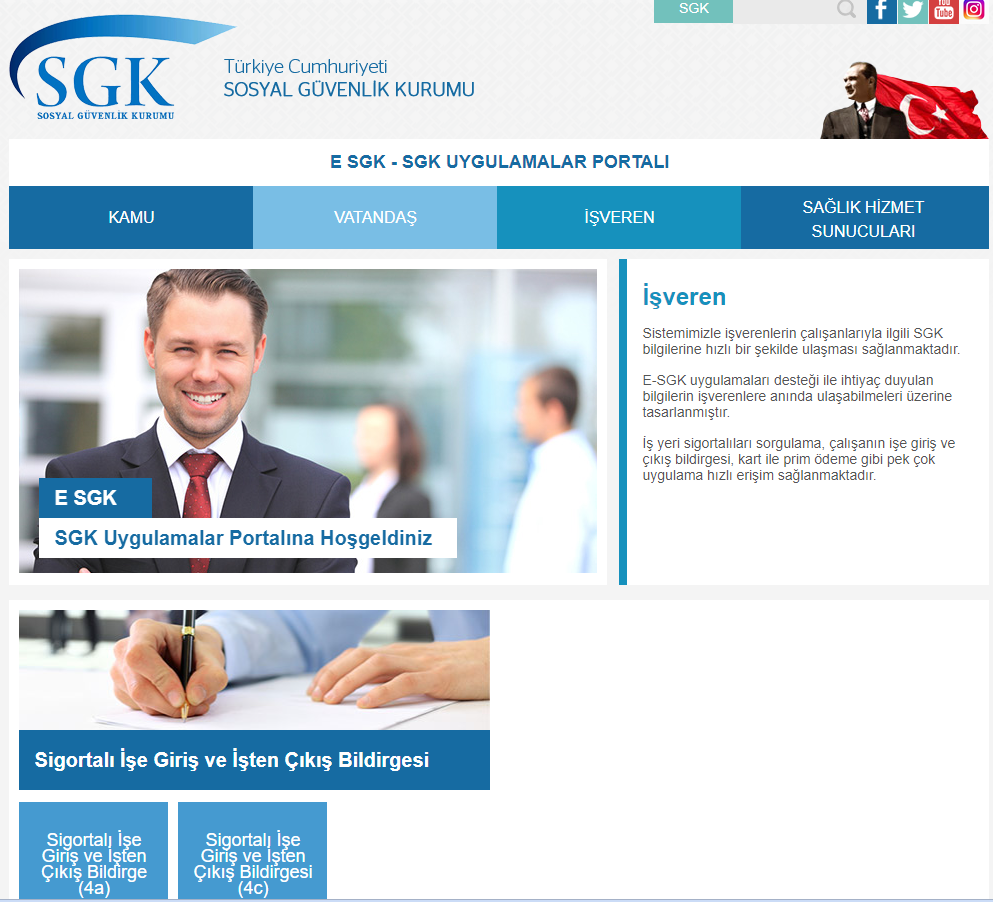 SGK
You
Tube
SGK
SOSYAL GÜVENLİK KURUMU
Türkiye Cumhuriyeti
SOSYAL GÜVENLİK KURUMU
E SGK - SGK UYGULAMALAR PORTALI
KAMU
VATANDAŞ
İŞVEREN
SAĞLIK HİZMET
SUNUCULARI
E SGK
SGK Uygulamalar Portalına Hoşgeldiniz
İşveren
Sistemimizle işverenlerin çalışanlarıyla ilgili SGK
bilgilerine hızlı bir şekilde ulaşması sağlanmaktadır.
E-SGK uygulamaları desteği ile ihtiyaç duyulan
bilgilerin işverenlere anında ulaşabilmeleri üzerine
tasarlanmıştır.
İş yeri sigortalıları sorgulama, çalışanın işe giriş ve
çıkış bildirgesi, kart ile prim ödeme gibi pek çok
uygulama hızlı erişim sağlanmaktadır.
Sigortalı İşe Giriş ve İşten Çıkış Bildirgesi
Sigortalı İşe
Giriş ve İşten
Çıkış Bildirge
(4a)
Sigortalı İşe
Giriş ve İşten
Çıkış Bildirgesi
(4c)